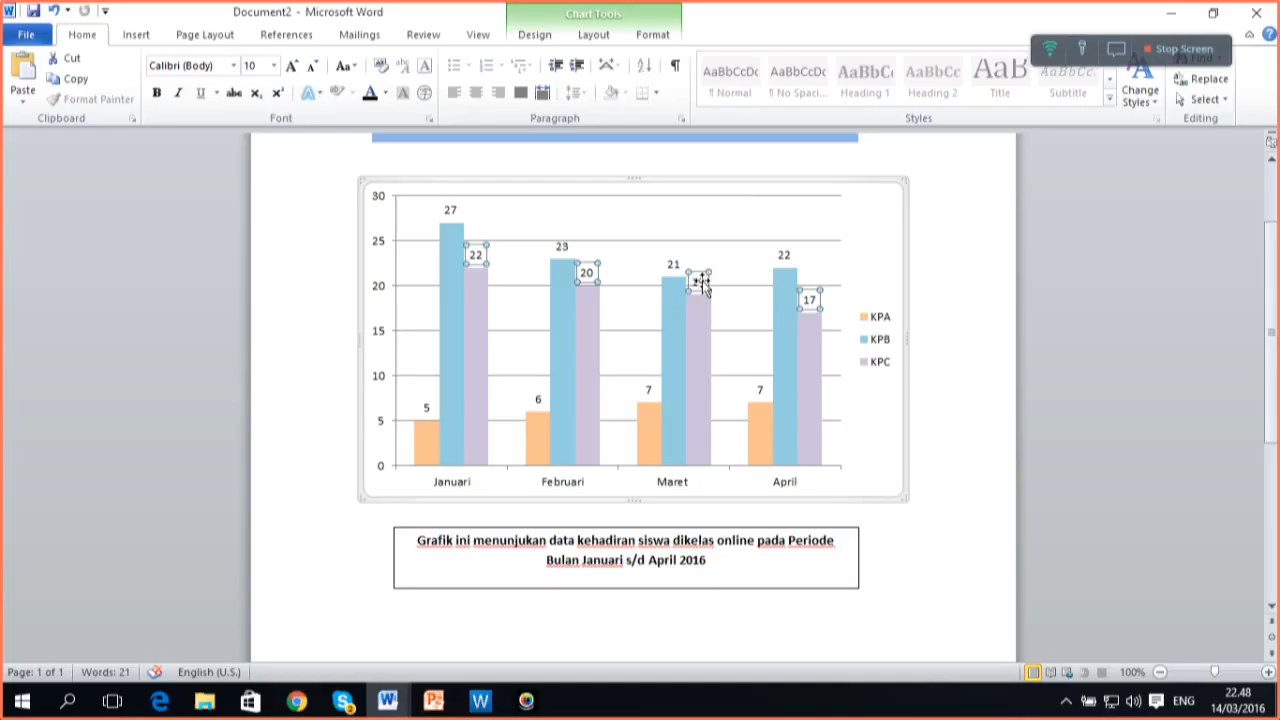 Document2 - Microsoft Word
Chart Tools
File Home Insert Page Layout References Mailings Review View Design Layout Format
Stop Screen
Paste
Cut
Copy
Format Painter
Clipboard
Calibri (Body) 10
Font
Paragraph
AaBbCcDc
¶ Normal
AaBbCcDc
¶ No Spaci...
AaBbCc
Heading 1
AaBbCc
Heading 2
AaB
Title
AaBbCc.
Subtitle
Change Styles
Styles
Find
Replace
Select
Editing
30
25
20
15
10
5
0
27
22
23
20
21
22
17
5
6
7
7
Januari Februari Maret April
KPA
KPB
KPC
Grafik ini menunjukan data kehadiran siswa dikelas online pada Periode
Bulan Januari s/d April 2016
Page: 1 of 1 Words: 21 English (U.S.) 100%
ENG
22.48
14/03/2016